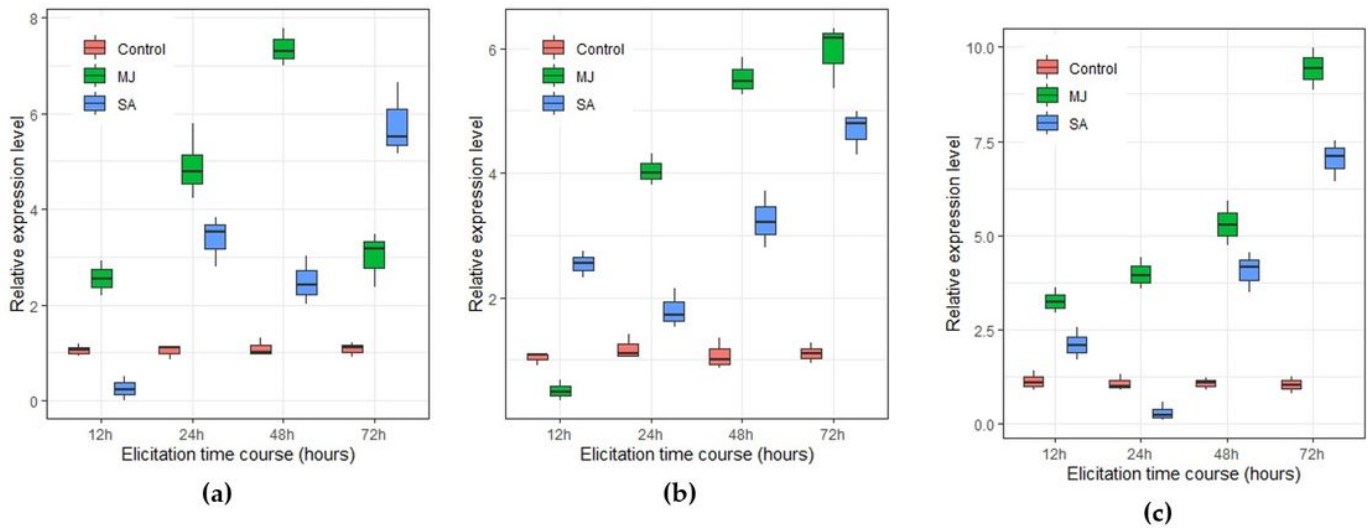 8
6
4
2
0
Relative expression level
Control
MJ
SA
12h 24h 48h 72h
Elicitation time course (hours)
(a)
6
4
2
Relative expression level
Control
MJ
SA
12h 24h 48h 72h
Elicitation time course (hours)
(b)
10.0
7.5
5.0
2.5
0.0
Relative expression level
Control
MJ
SA
12h 24h 48h 72h
Elicitation time course (hours)
(c)